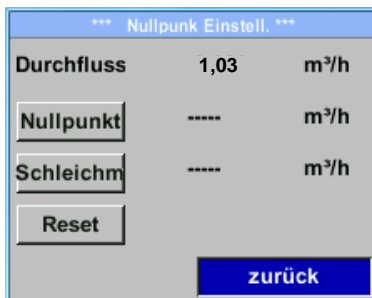 *** Nullpunk Einstell. ***
Durchfluss 1,03 m³/h
Nullpunkt ----- m³/h
Schleichm ----- m³/h
Reset
zurück